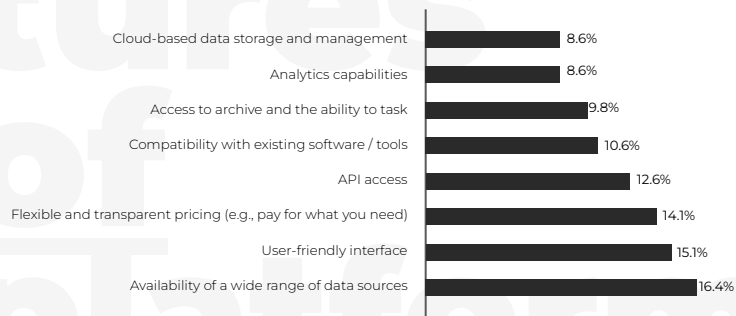 Cloud-based data storage and management 8.6%
Analytics capabilities 8.6%
Access to archive and the ability to task 9.8%
Compatibility with existing software / tools 10.6%
API access 12.6%
Flexible and transparent pricing (e.g., pay for what you need) 14.1%
User-friendly interface 15.1%
Availability of a wide range of data sources 16.4%
tures
of
platform